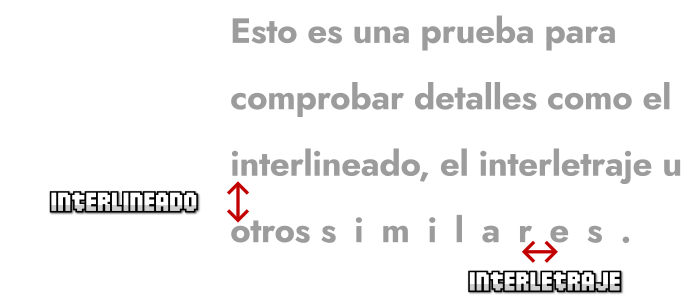 Esto es una prueba para
comprobar detalles como el
interlineado, el interletraje u
INTERLINEADO
otros s i m i l a r e s .
INTERLETRAJE